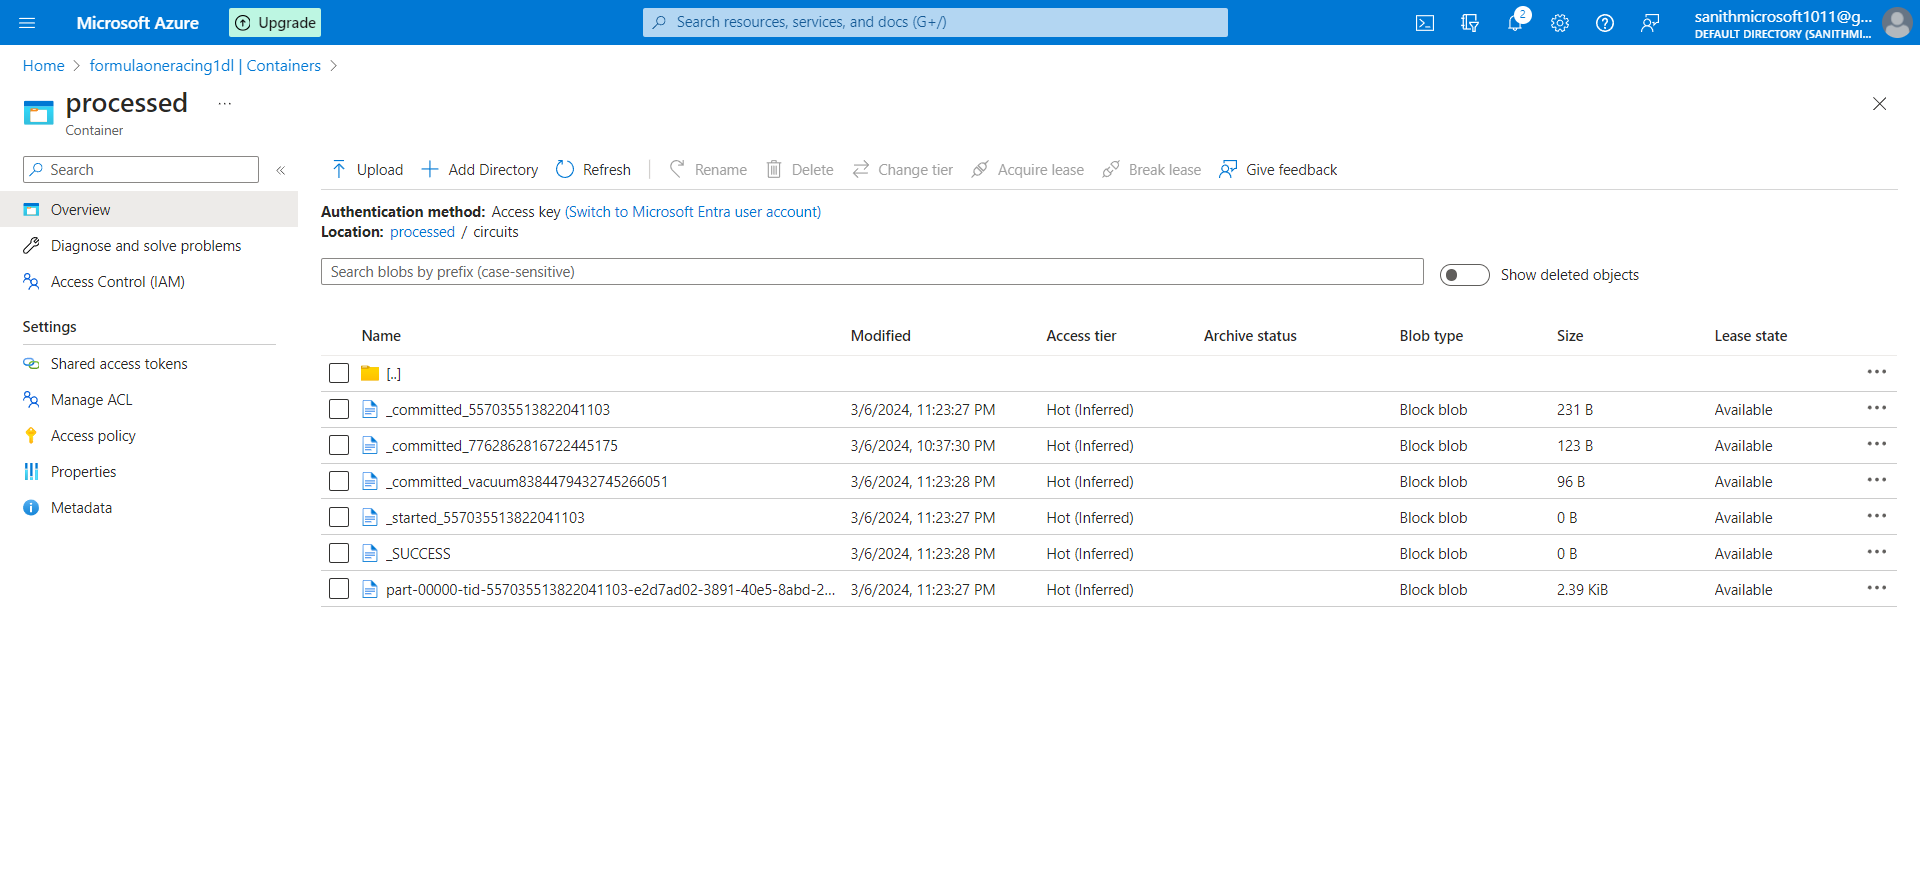 Microsoft Azure
Upgrade
Search resources, services, and docs (G+/)
2
sanithmicrosoft1011@g...
DEFAULT DIRECTORY (SANITHMI...
Home > formulaoneracing1dl | Containers >
processed ...
Container
Search «
Overview
Diagnose and solve problems
Access Control (IAM)
Settings
Shared access tokens
Manage ACL
Access policy
Properties
Metadata
Upload Add Directory Refresh Rename Delete Change tier Acquire lease Break lease Give feedback
Authentication method: Access key (Switch to Microsoft Entra user account)
Location: processed / circuits
Search blobs by prefix (case-sensitive)
Show deleted objects
Name Modified Access tier Archive status Blob type Size Lease state
[..]
_committed_557035513822041103 3/6/2024, 11:23:27 PM Hot (Inferred) Block blob 231 B Available
_committed_7762862816722445175 3/6/2024, 10:37:30 PM Hot (Inferred) Block blob 123 B Available
_committed_vacuum8384479432745266051 3/6/2024, 11:23:28 PM Hot (Inferred) Block blob 96 B Available
_started_557035513822041103 3/6/2024, 11:23:27 PM Hot (Inferred) Block blob 0 B Available
_SUCCESS 3/6/2024, 11:23:28 PM Hot (Inferred) Block blob 0 B Available
part-00000-tid-557035513822041103-e2d7ad02-3891-40e5-8abd-2... 3/6/2024, 11:23:27 PM Hot (Inferred) Block blob 2.39 KiB Available